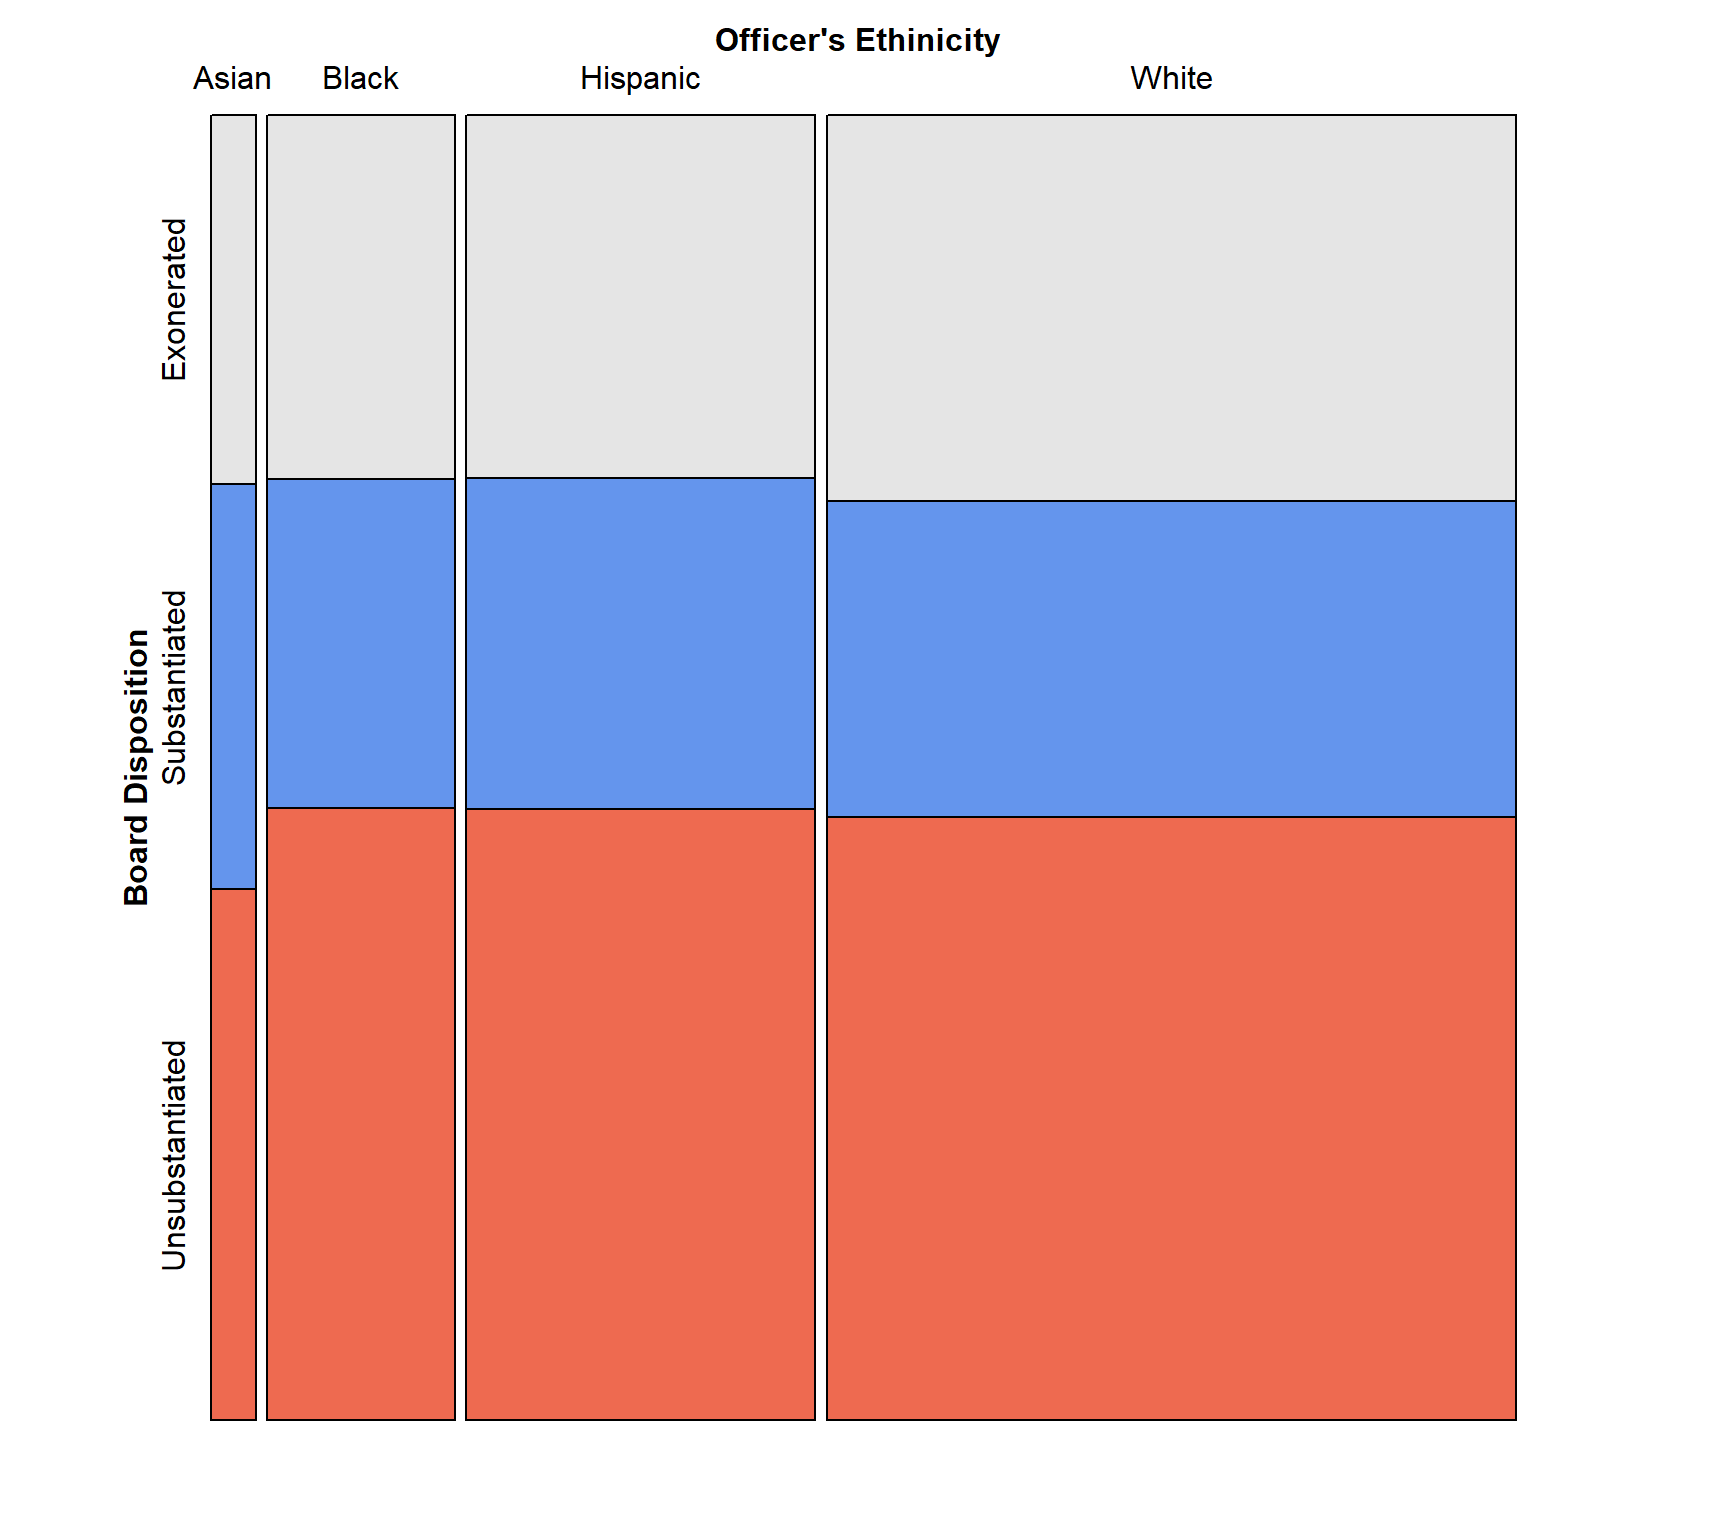 Officer's Ethinicity
Asian Black Hispanic White
Board Disposition
Exonerated
Substantiated
Unsubstantiated